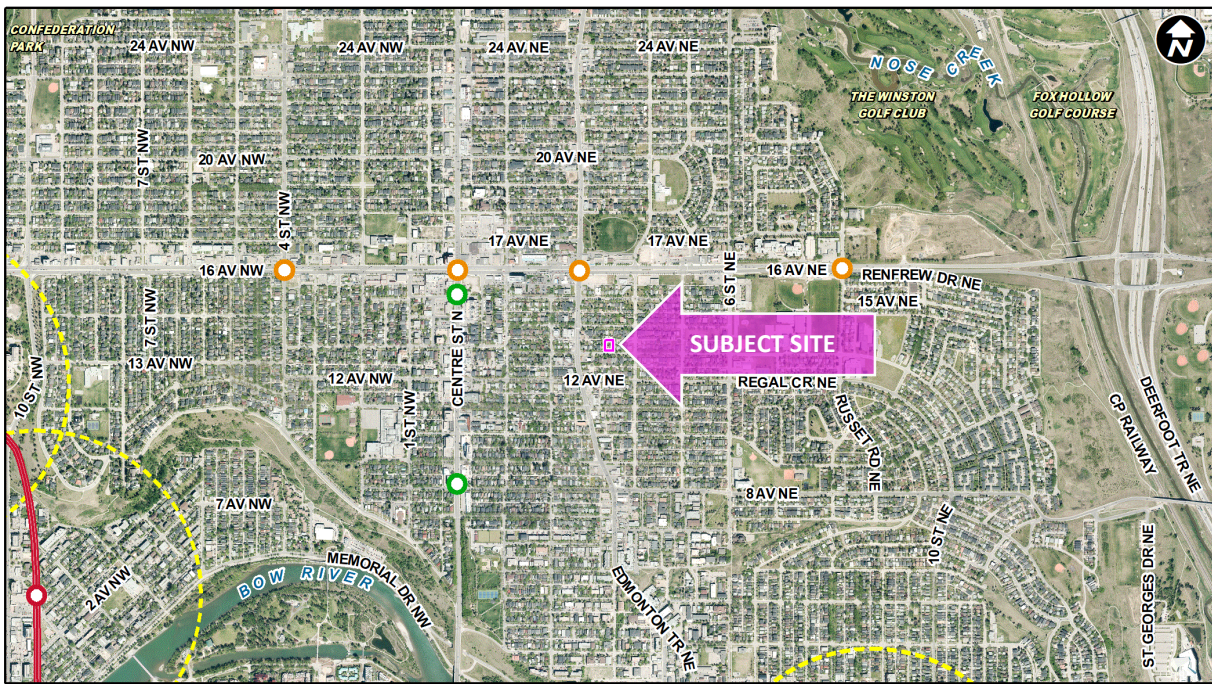 CONFEDERATION
PARK
24 AV NW
24 AV NW
24 AV NE
24 AV NE
N
NOSE CREEK
THE WINSTON
GOLF CLUB
FOX HOLLOW
GOLF COURSE
7 ST NW
20 AV NW
20 AV NE
4 ST NW
17 AV NE
17 AV NE
16 AV NW
6 ST NE
16 AV NE
RENFREW DR NE
15 AV NE
7 ST NW
SUBJECT SITE
CENTRE ST N
13 AV NW
12 AV NW
12 AV NE
REGAL CR NE
10 ST NW
1 ST NW
RUSSET RD NE
CP RAILWAY
DEERFOOT TR NE
7 AV NW
8 AV NE
10 ST NE
2 AV NW
MEMORIAL DR NW
BOW RIVER
EDMONTON TR NE
ST GEORGES DR NE